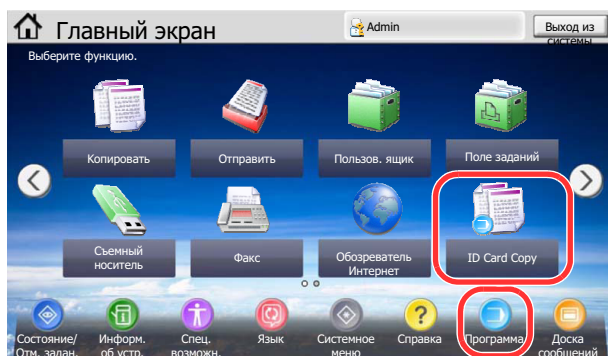 Главный экран
Admin
Выход из
системы
Выберите функцию.
Копировать
Отправить
Пользов. ящик
Поле заданий
Съемный
носитель
Факс
Обозреватель
Интернет
ID Card Copy
Состояние/
Отм. задан.
Информ.
об устр.
Спец.
возможн.
Язык
Системное
меню
Справка
Программа
Доска
сообщений